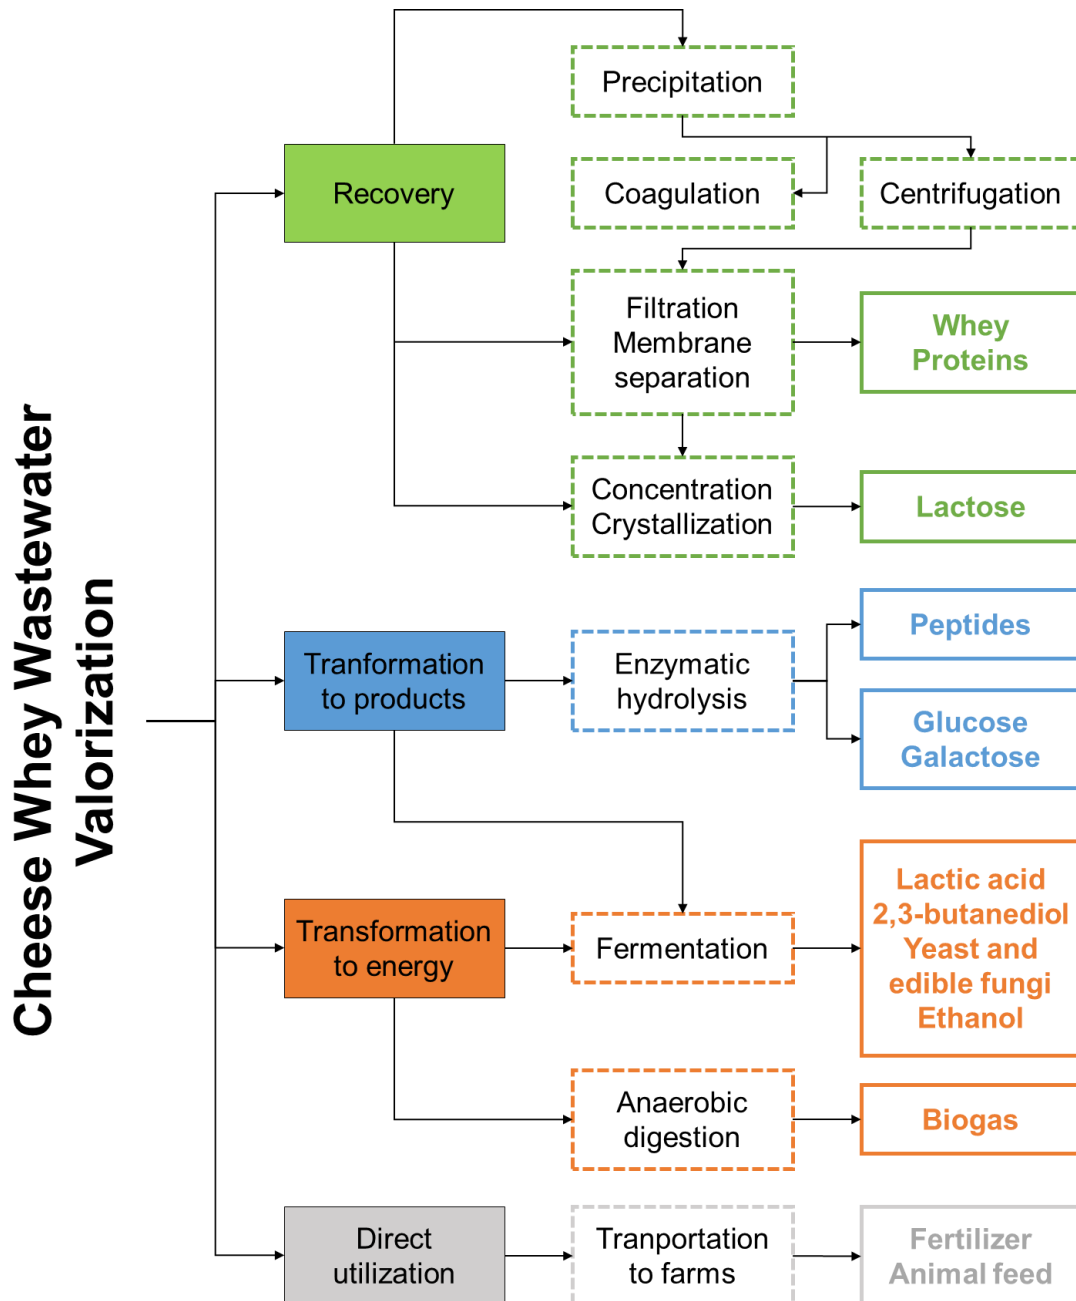 Cheese Whey Wastewater
Valorization
Recovery
Precipitation
Coagulation
Centrifugation
Filtration
Membrane
separation
Whey
Proteins
Concentration
Crystallization
Lactose
Tranformation
to products
Enzymatic
hydrolysis
Peptides
Glucose
Galactose
Transformation
to energy
Fermentation
Lactic acid
2,3-butanediol
Yeast and
edible fungi
Ethanol
Anaerobic
digestion
Biogas
Direct
utilization
Tranportation
to farms
Fertilizer
Animal feed